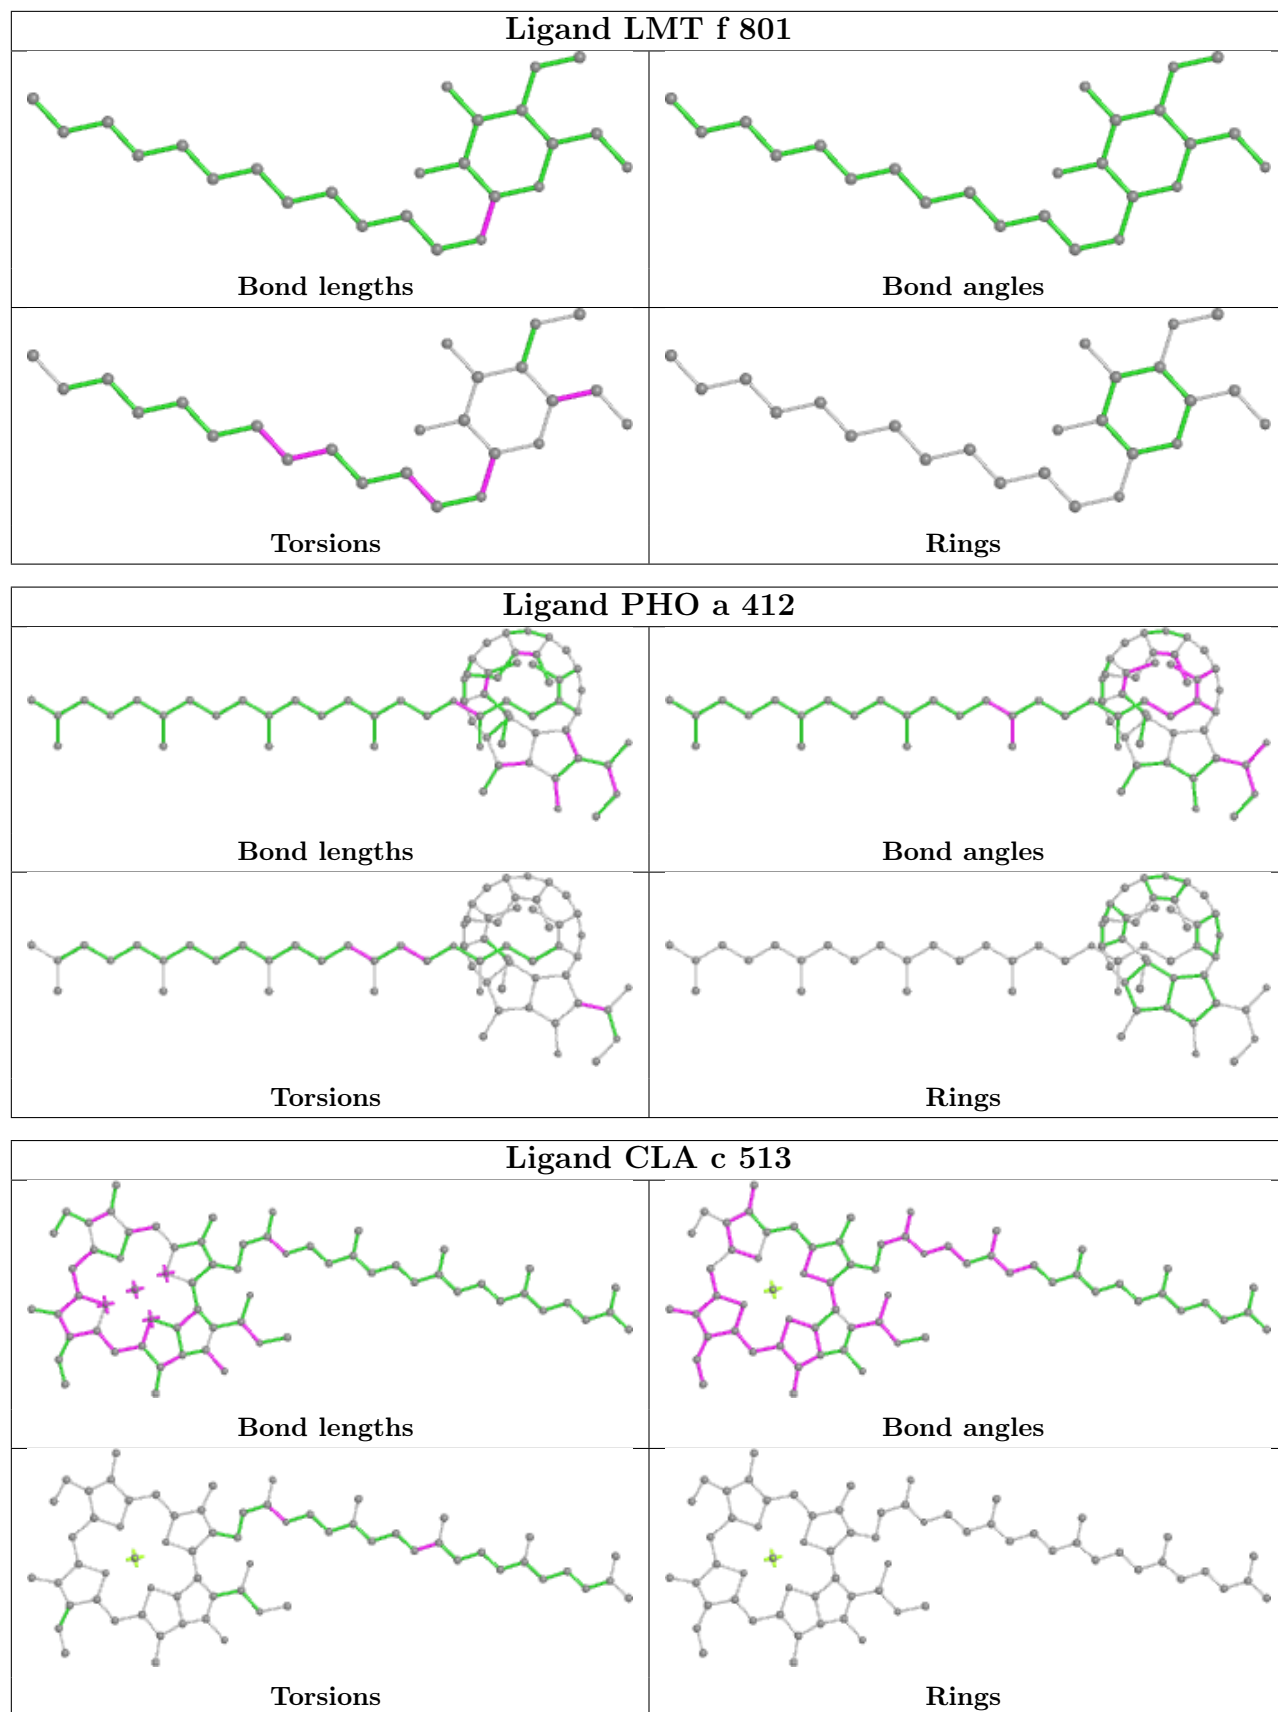 Ligand LMT f 801
Bond lengths
Bond angles
Torsions
Rings
Ligand PHO a 412
Bond lengths
Bond angles
Torsions
Rings
Ligand CLA c 513
Bond lengths
Bond angles
Torsions
Rings